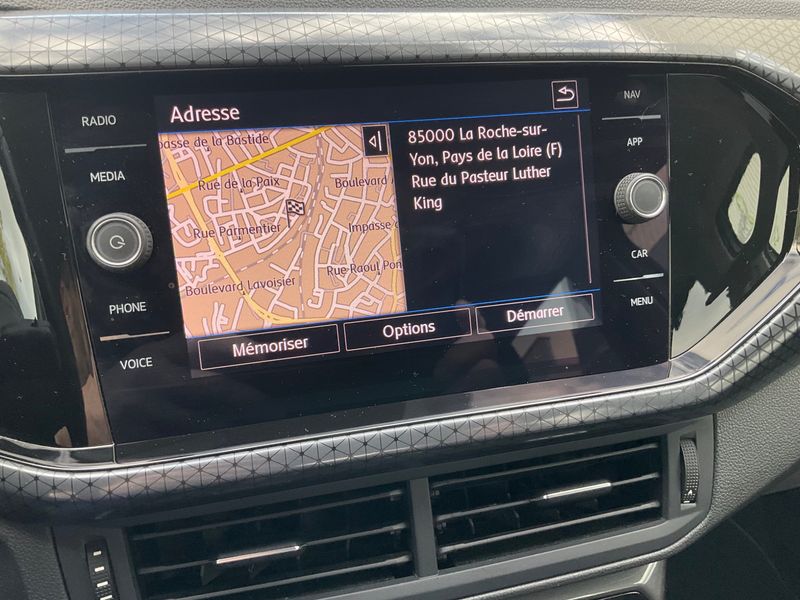 Adresse
RADIO
MEDIA
PHONE
VOICE
passe de la Bastide
Rue de la Paix
Boulevard
Rue Parmentier
Impasse
Rue Raoul Pon
Boulevard Lavoisier
85000 La Roche-sur-
Yon, Pays de la Loire (F)
Rue du Pasteur Luther
King
Mémoriser
Options
Démarrer
NAV
APP
CAR
MENU